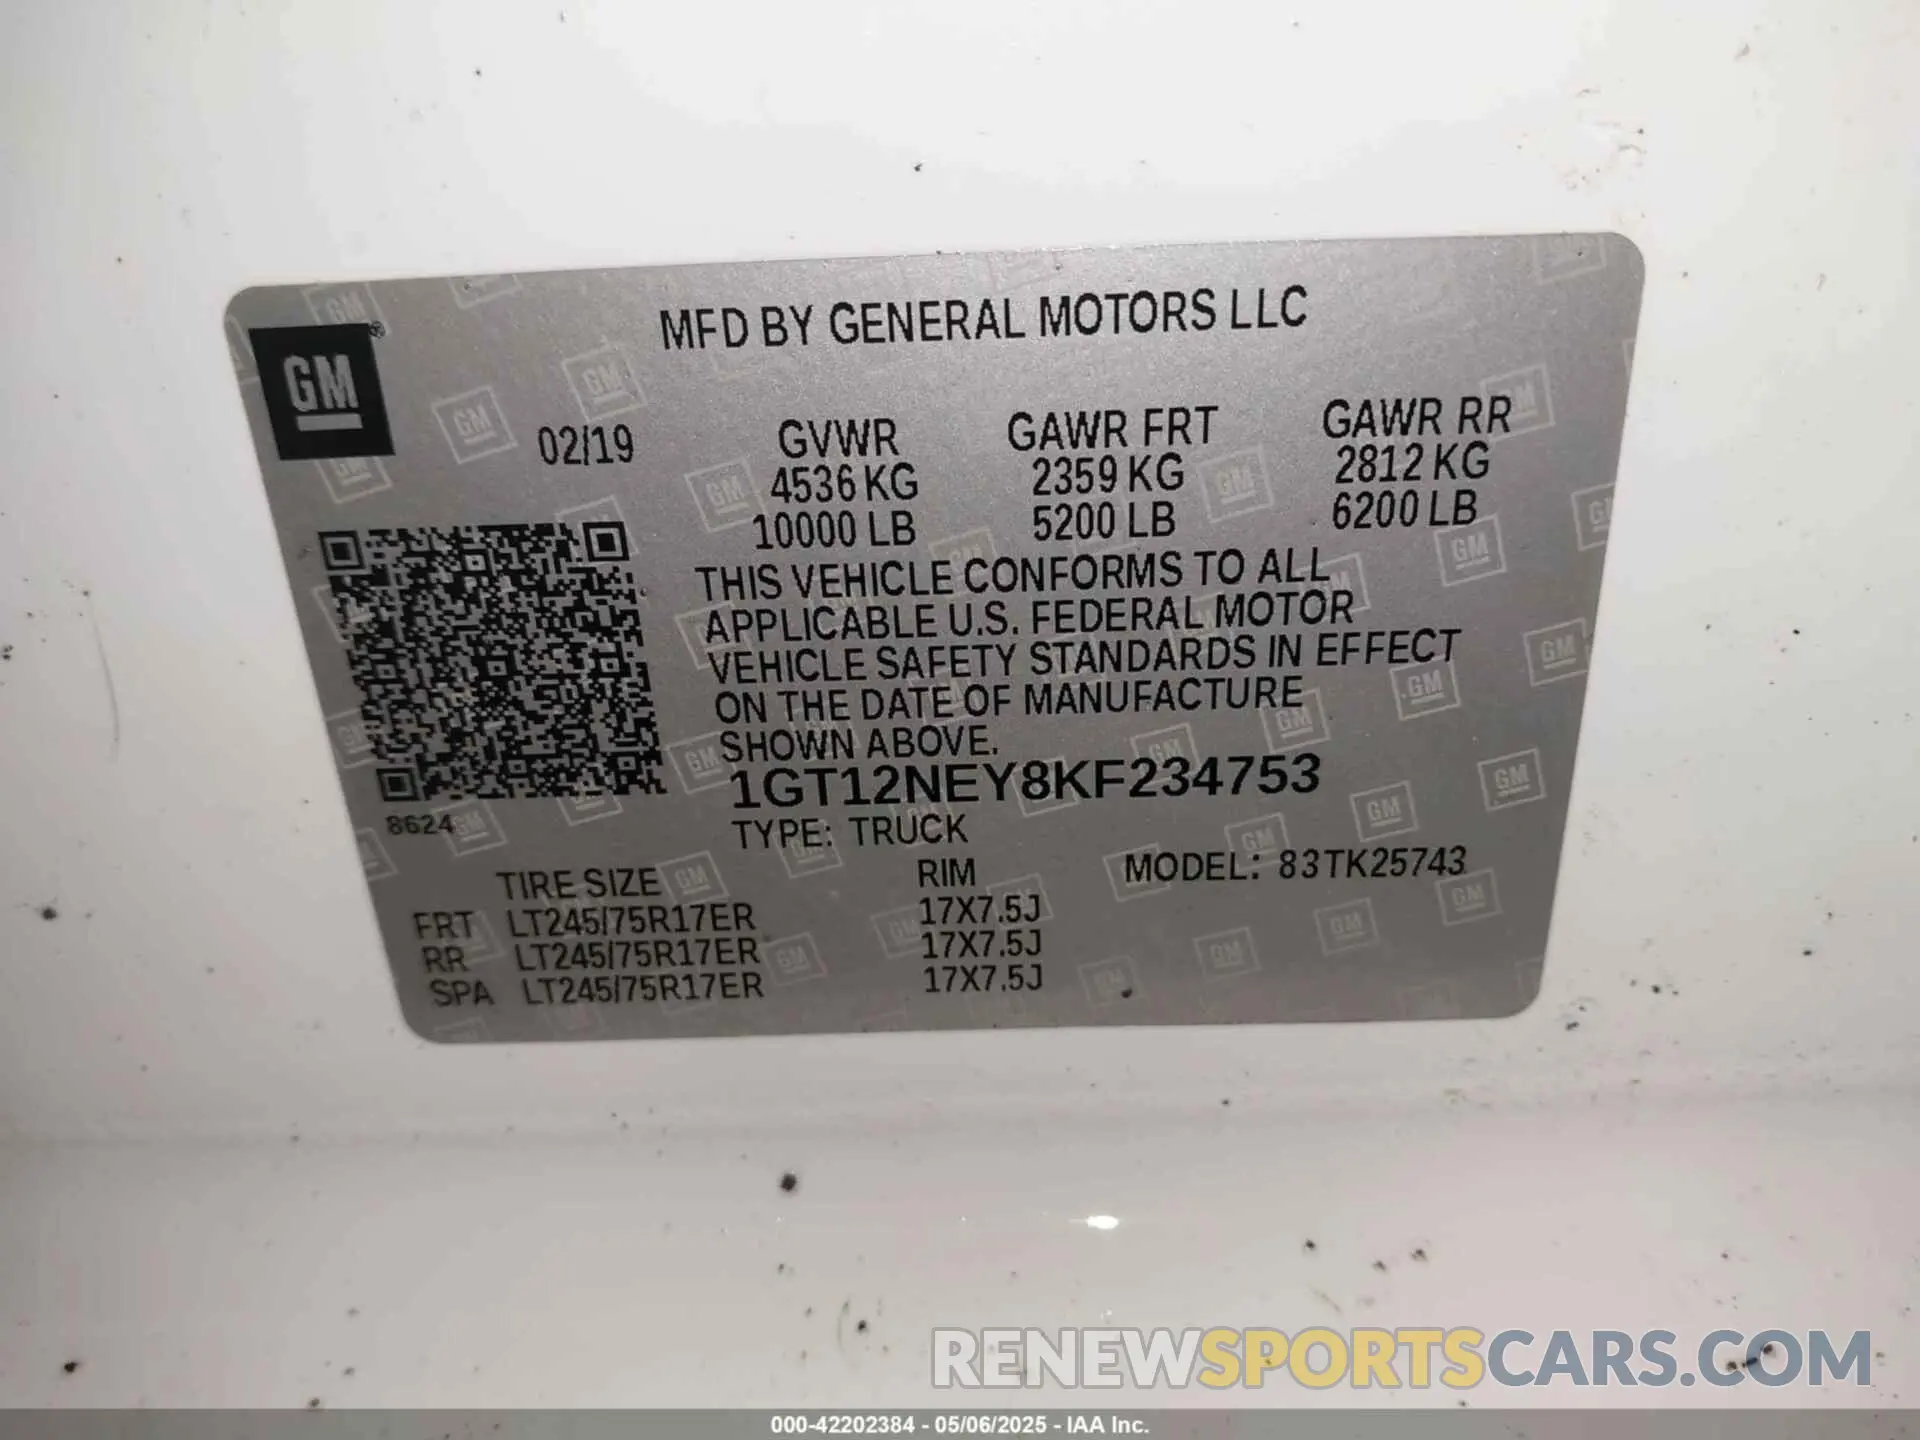 MFD BY GENERAL MOTORS LLC
GM®
02/19 GVWR GAWR FRT GAWR RR
4536 KG 2359 KG 2812 KG
10000 LB 5200 LB 6200 LB
THIS VEHICLE CONFORMS TO ALL
APPLICABLE U.S. FEDERAL MOTOR
VEHICLE SAFETY STANDARDS IN EFFECT
ON THE DATE OF MANUFACTURE
SHOWN ABOVE.
1GT12NEY8KF234753
8624
TYPE: TRUCK
TIRE SIZE RIM MODEL: 83TK25743
FRT LT245/75R17ER 17X7.5J
RR LT245/75R17ER 17X7.5J
SPA LT245/75R17ER 17X7.5J
RENEWSPORTSCARS.COM
000-42202384 - 05/06/2025 - IAA Inc.